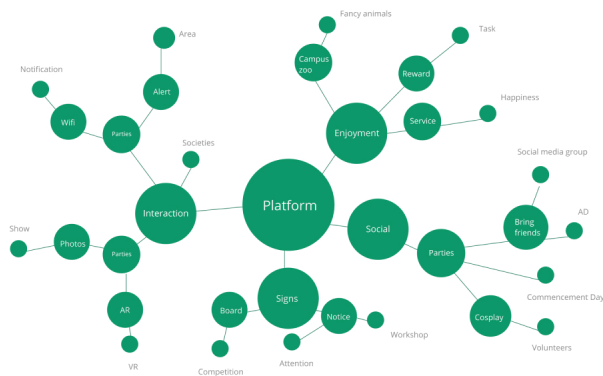 Fancy animals
Area
Task
Campus
zoo
Notification
Reward
Alert
Happiness
Wifi
Parties
Enjoyment
Service
Societies
Social media group
Platform
Interaction
AD
Show
Photos
Parties
Social
Bring
friends
Parties
Signs
Commencement Day
AR
Board
Notice
Cosplay
Workshop
Volunteers
VR
Competition
Attention